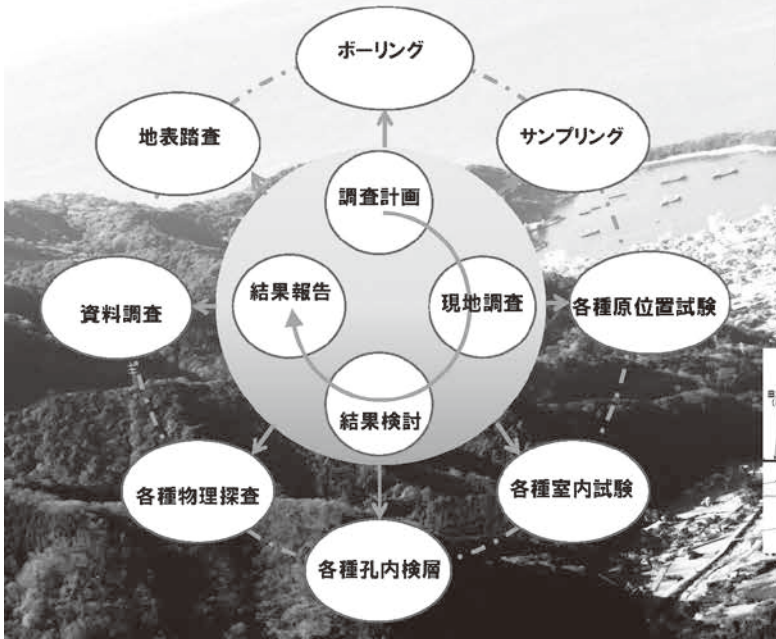 ボーリング
地表踏査
サンプリング
調査計画
結果報告
現地調査
資料調査
各種原位置試験
結果検討
各種物理探査
各種室内試験
各種孔内検層